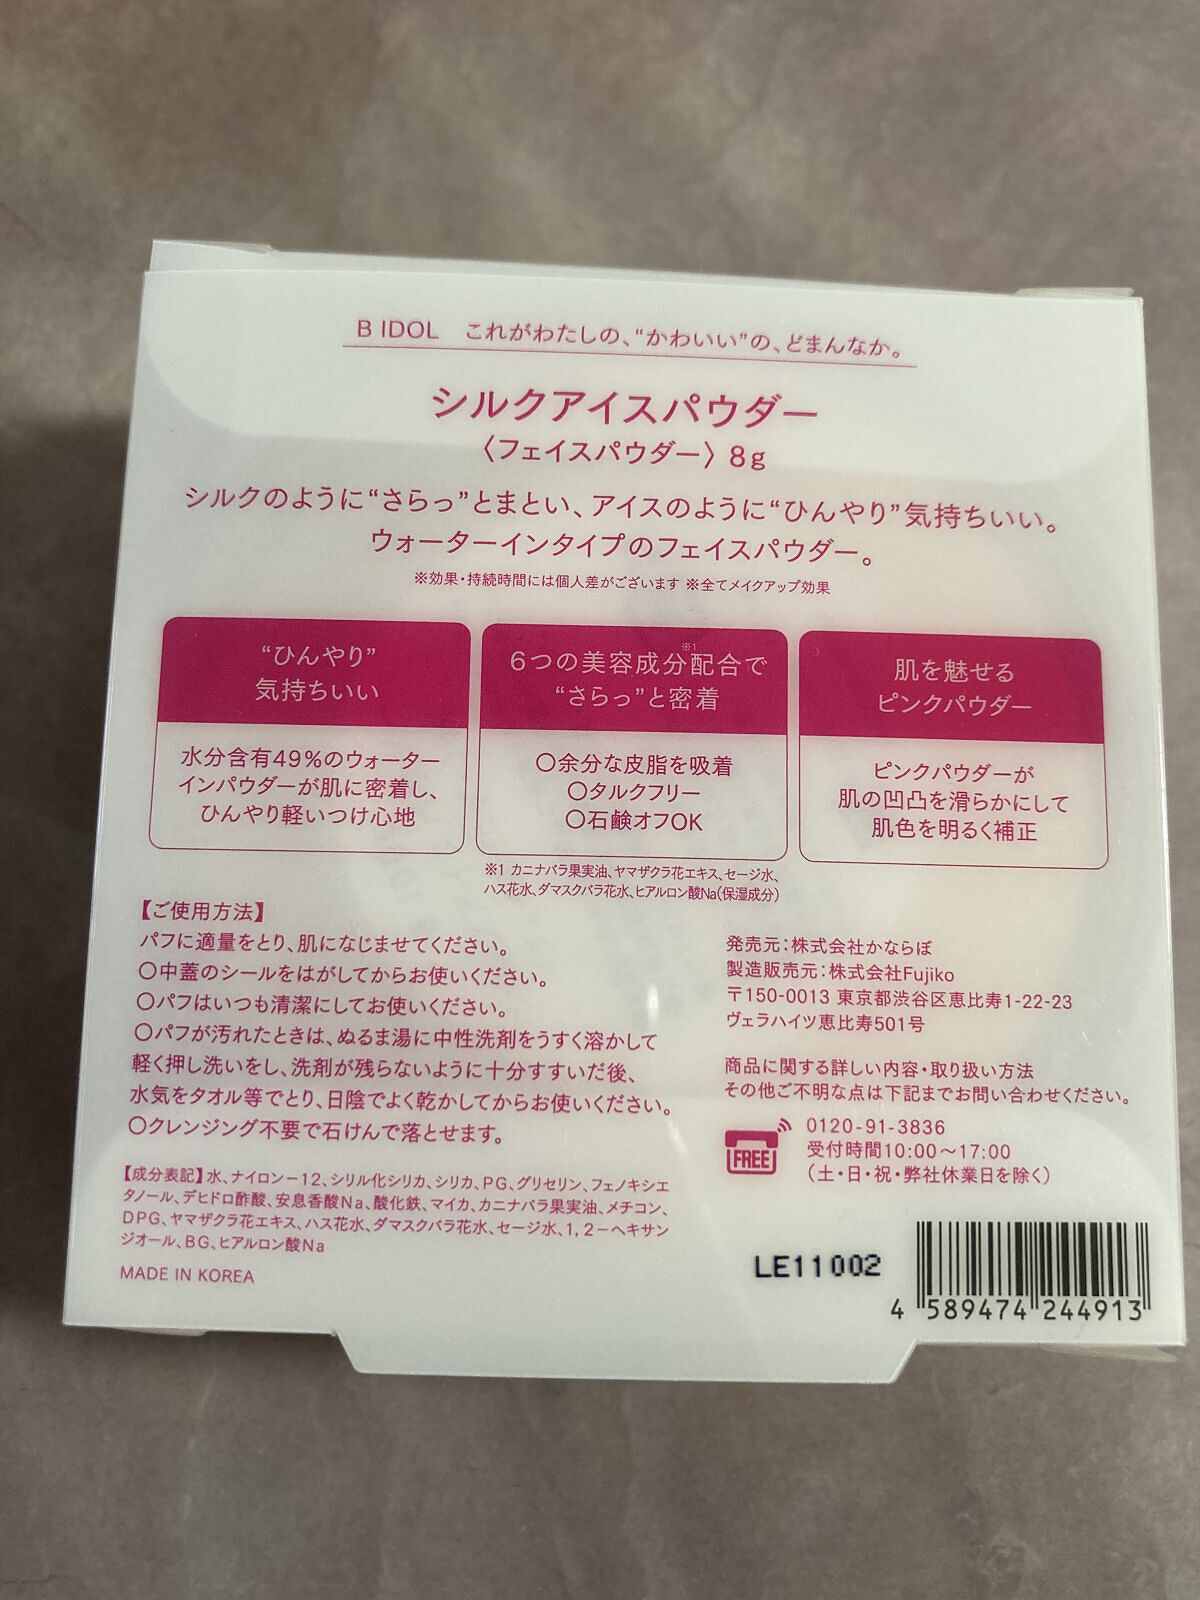 B IDOL これがわたしの、“かわいい”の、どまんなか。
シルクアイスパウダー
〈フェイスパウダー〉8g
シルクのように“さらっ”とまとい、アイスのように“ひんやり”気持ちいい。
ウォーターインタイプのフェイスパウダー。
※効果・持続時間には個人差がございます ※全てメイクアップ効果
“ひんやり”
気持ちいい
水分含有49%のウォーター
インパウダーが肌に密着し、
ひんやり軽いつけ心地
6つの美容成分※1配合で
“さらっ”と密着
〇余分な皮脂を吸着
〇タルクフリー
〇石鹸オフOK
※1 カニナバラ果実油、ヤマザクラ花エキス、セージ水、
ハス花水、ダマスクバラ花水、ヒアルロン酸Na(保湿成分)
肌を魅せる
ピンクパウダー
ピンクパウダーが
肌の凹凸を滑らかにして
肌色を明るく補正
【ご使用方法】
パフに適量をとり、肌になじませてください。
〇中蓋のシールをはがしてからお使いください。
〇パフはいつも清潔にしてお使いください。
〇パフが汚れたときは、ぬるま湯に中性洗剤をうすく溶かして
軽く押し洗いをし、洗剤が残らないように十分すすいだ後、
水気をタオル等でとり、日陰でよく乾かしてからお使いください。
〇クレンジング不要で石けんで落とせます。
【成分表記】水、ナイロンー12、シリル化シリカ、シリカ、PG、グリセリン、フェノキシエ
タノール、デヒドロ酢酸、安息香酸Na、酸化鉄、マイカ、カニナバラ果実油、メチコン、
DPG、ヤマザクラ花エキス、ハス花水、ダマスクバラ花水、セージ水、1,2－ヘキサン
ジオール、BG、ヒアルロン酸Na
MADE IN KOREA
発売元：株式会社かならぼ
製造販売元：株式会社Fujiko
〒150-0013 東京都渋谷区恵比寿1-22-23
ヴェラハイツ恵比寿501号
商品に関する詳しい内容・取り扱い方法
その他ご不明な点は下記までお問い合わせください。
FREE
0120-91-3836
受付時間10:00～17:00
(土・日・祝・弊社休業日を除く)
LE11002
4 589474 244913